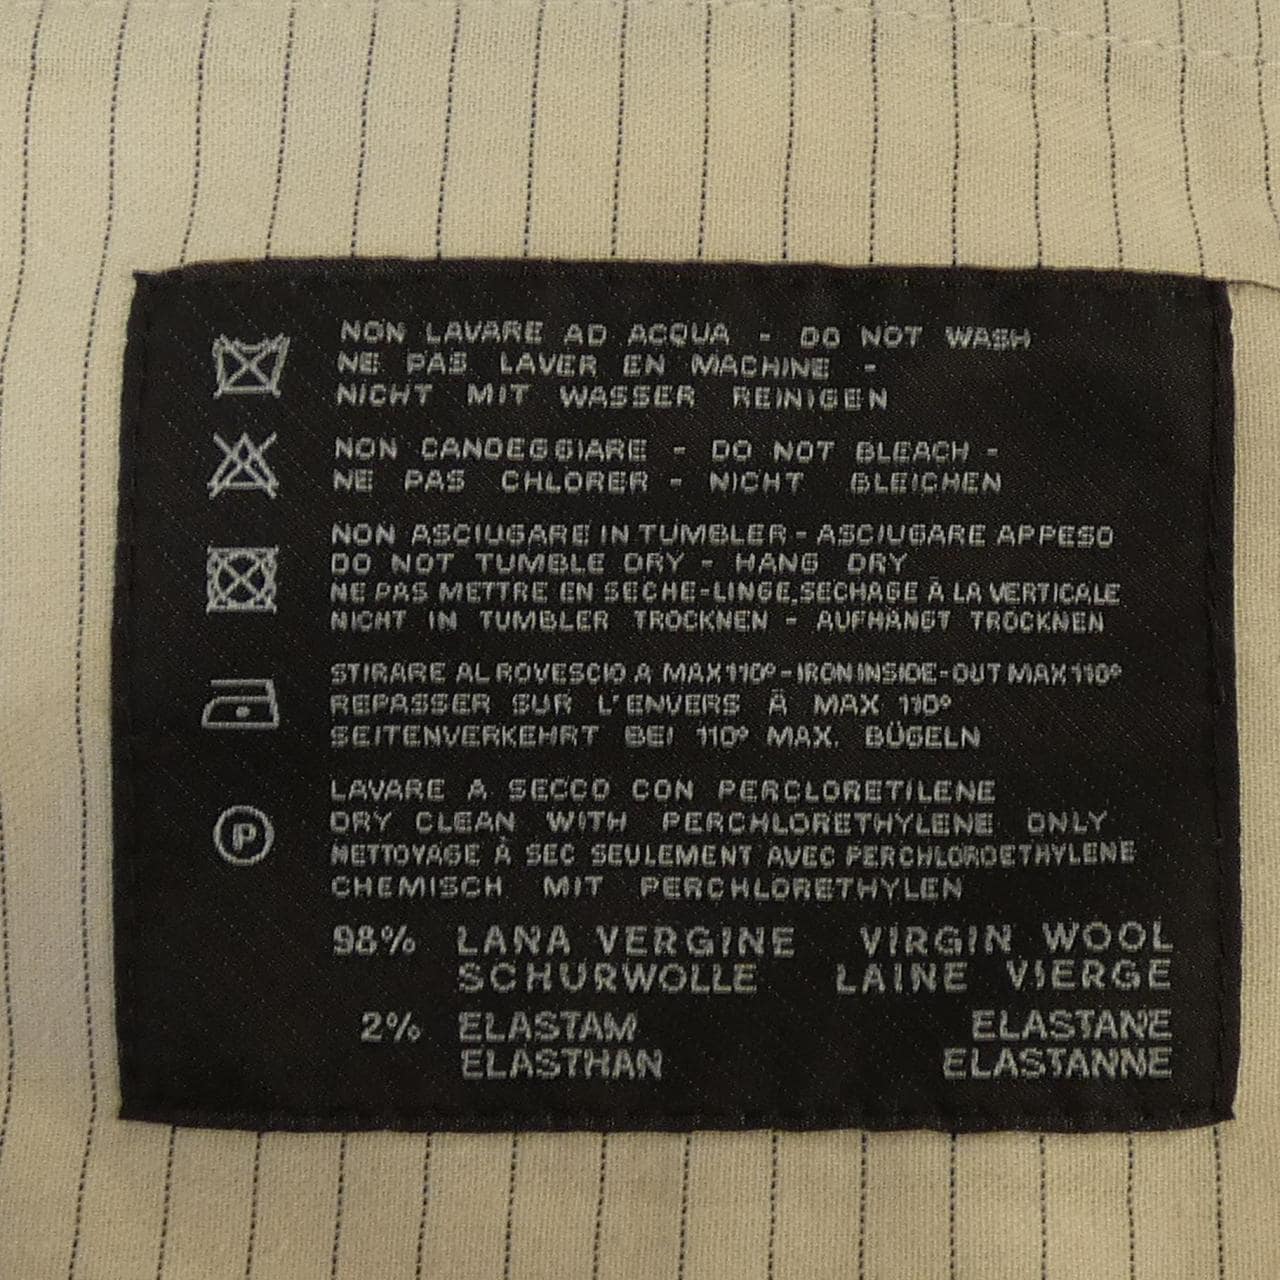 NON LAVARE AD ACQUA - DO NOT WASH
NE PAS LAVER EN MACHINE -
NICHT MIT WASSER REINIGEN
NON CANDEGGIARE - DO NOT BLEACH -
NE PAS CHLORER - NICHT BLEICHEN
NON ASCIUGARE IN TUMBLER - ASCIUGARE APPESO
DO NOT TUMBLE DRY - HANG DRY
NE PAS METTRE EN SECHE-LINGE, SECHAGE À LA VERTICALE
NICHT IN TUMBLER TROCKNEN - AUFHANGT TROCKNEN
STIRARE AL ROVESCIO A MAX 110° - IRON INSIDE-OUT MAX 110°
REPASSER SUR L'ENVERS À MAX 110°
SEITENVERKEHRT BEI 110° MAX. BÜGELN
LAVARE A SECCO CON PERCLORETILENE
P DRY CLEAN WITH PERCHLORETHYLENE ONLY
NETTOYAGE À SEC SEULEMENT AVEC PERCHLOROETHYLENE
CHEMISCH MIT PERCHLORETHYLEN
98% LANA VERGINE VIRGIN WOOL
SCHURWOLLE LAINE VIERGE
2% ELASTAM ELASTANE
ELASTHAN ELASTANNE